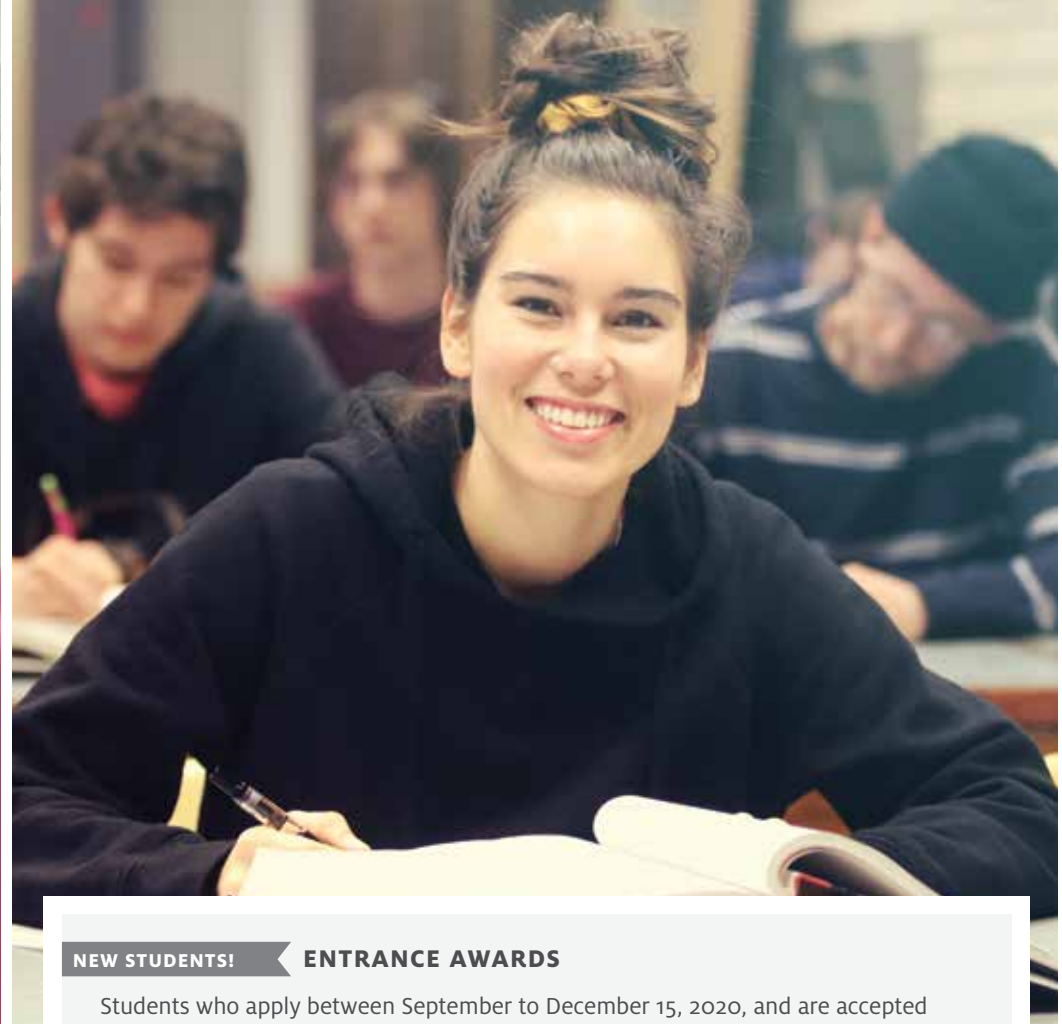 NEW STUDENTS! ENTRANCE AWARDS
Students who apply between September to December 15, 2020, and are accepted